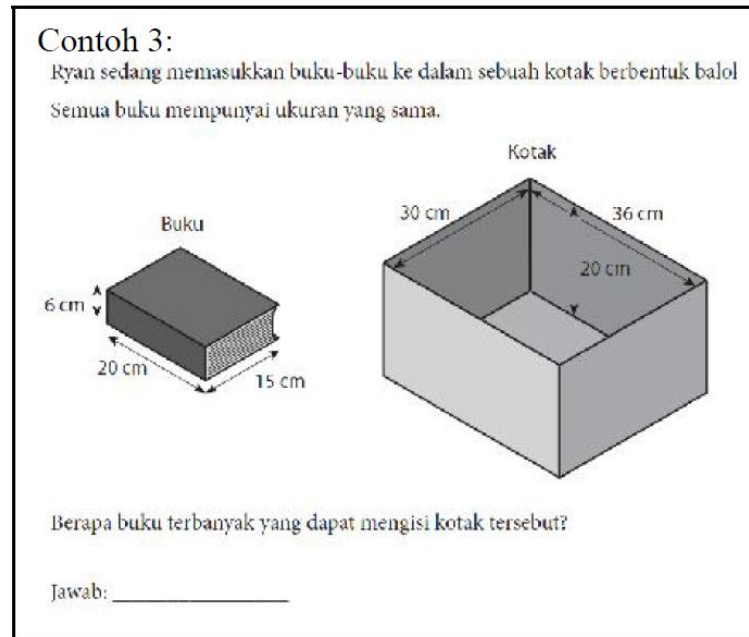 Contoh 3:
Ryan sedang memasukkan buku-buku ke dalam sebuah kotak berbentuk balol
Semua buku mempunyai ukuran yang sama.
Kotak
30 cm
36 cm
Buku
20 cm
6 cm
20 cm
15 cm
Berapa buku terbanyak yang dapat mengisi kotak tersebut?
Jawab: